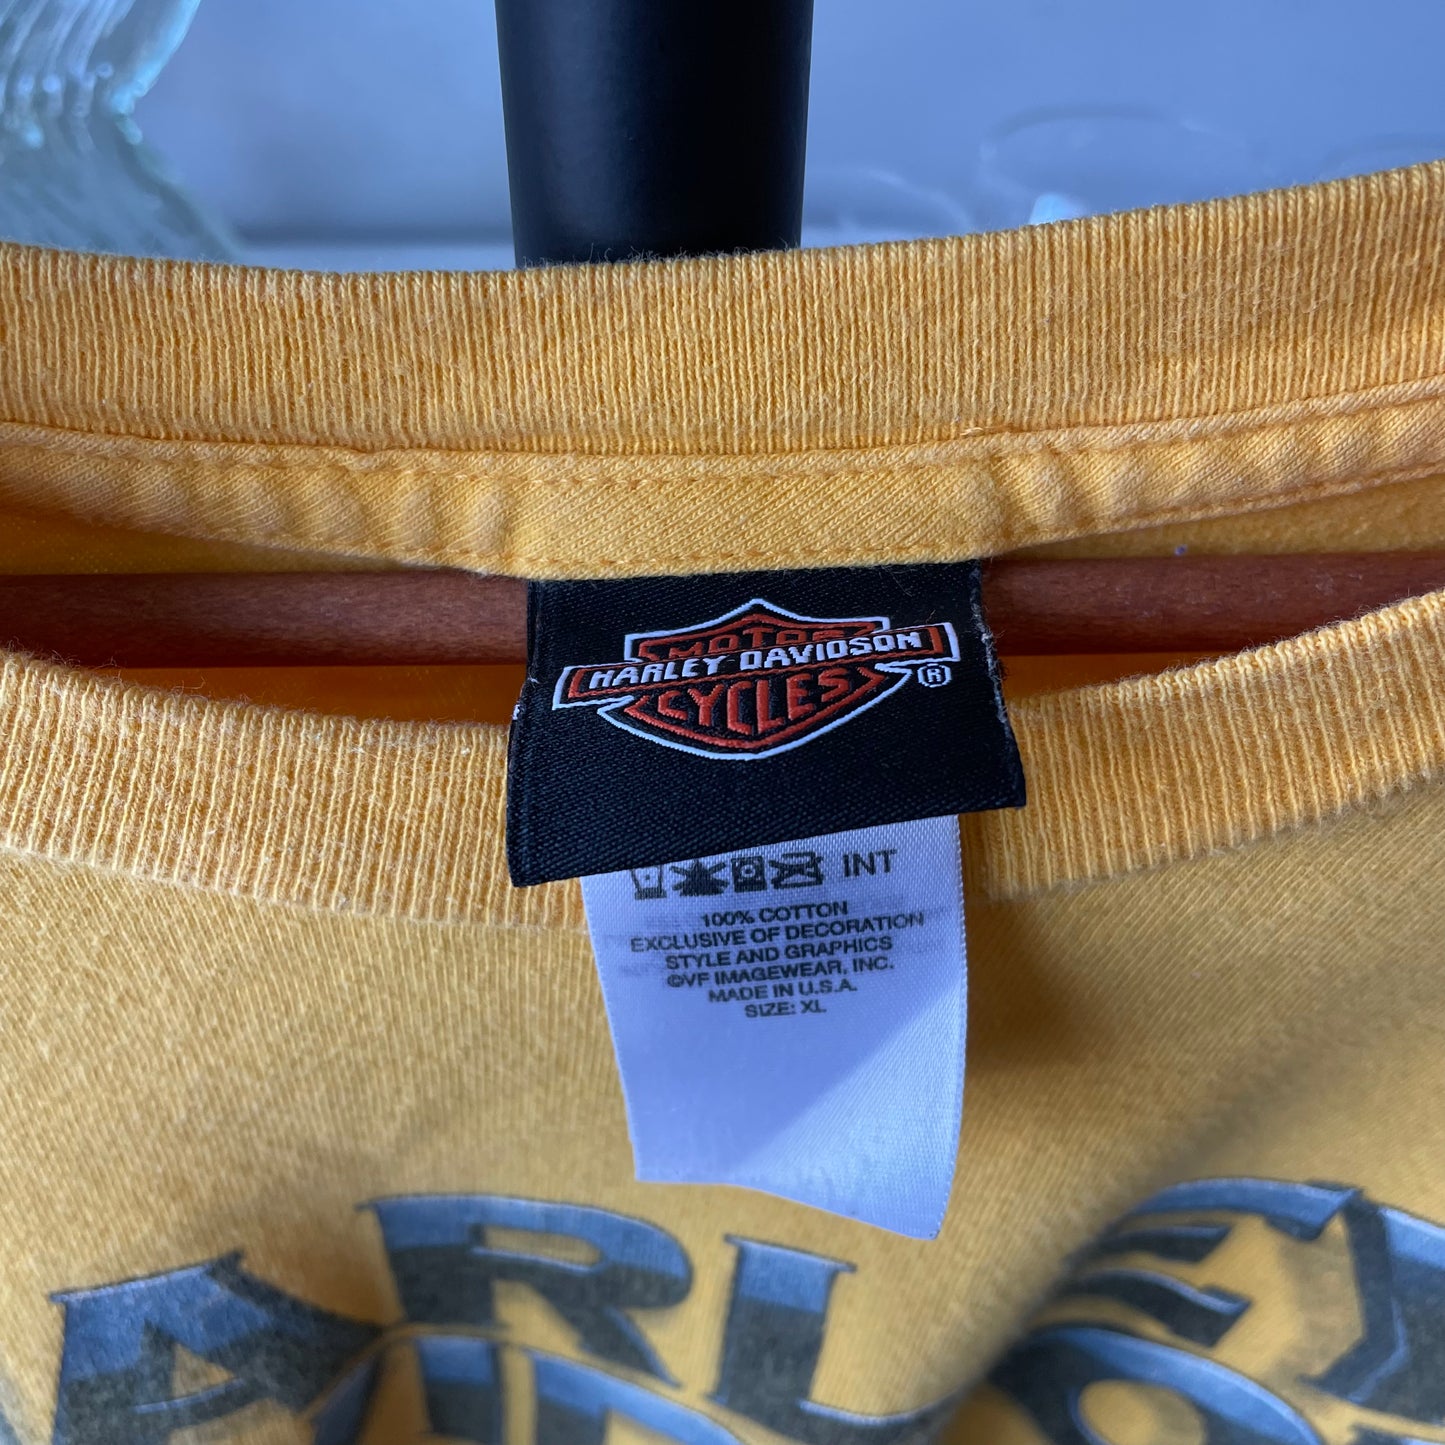 MOTOR
HARLEY-DAVIDSON
CYCLES
®
INT
100% COTTON
EXCLUSIVE OF DECORATION
STYLE AND GRAPHICS
©VF IMAGEWEAR, INC.
MADE IN U.S.A.
SIZE: XL
ARLEY